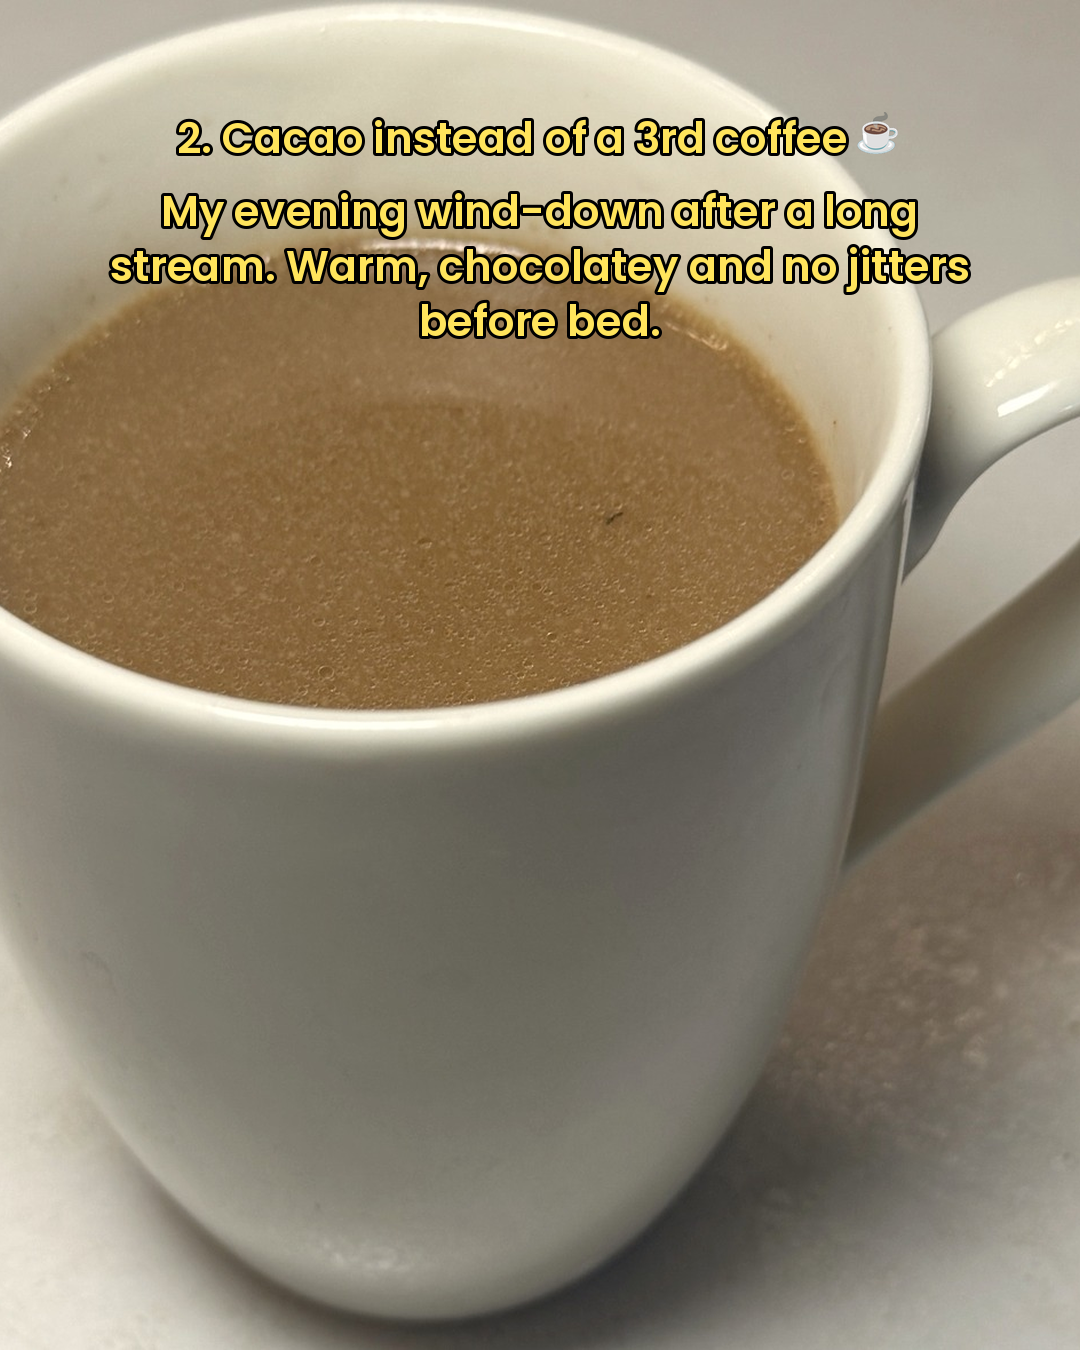 2. Cacao instead of a 3rd coffee ☕
My evening wind-down after a long
stream. Warm, chocolatey and no jitters
before bed.